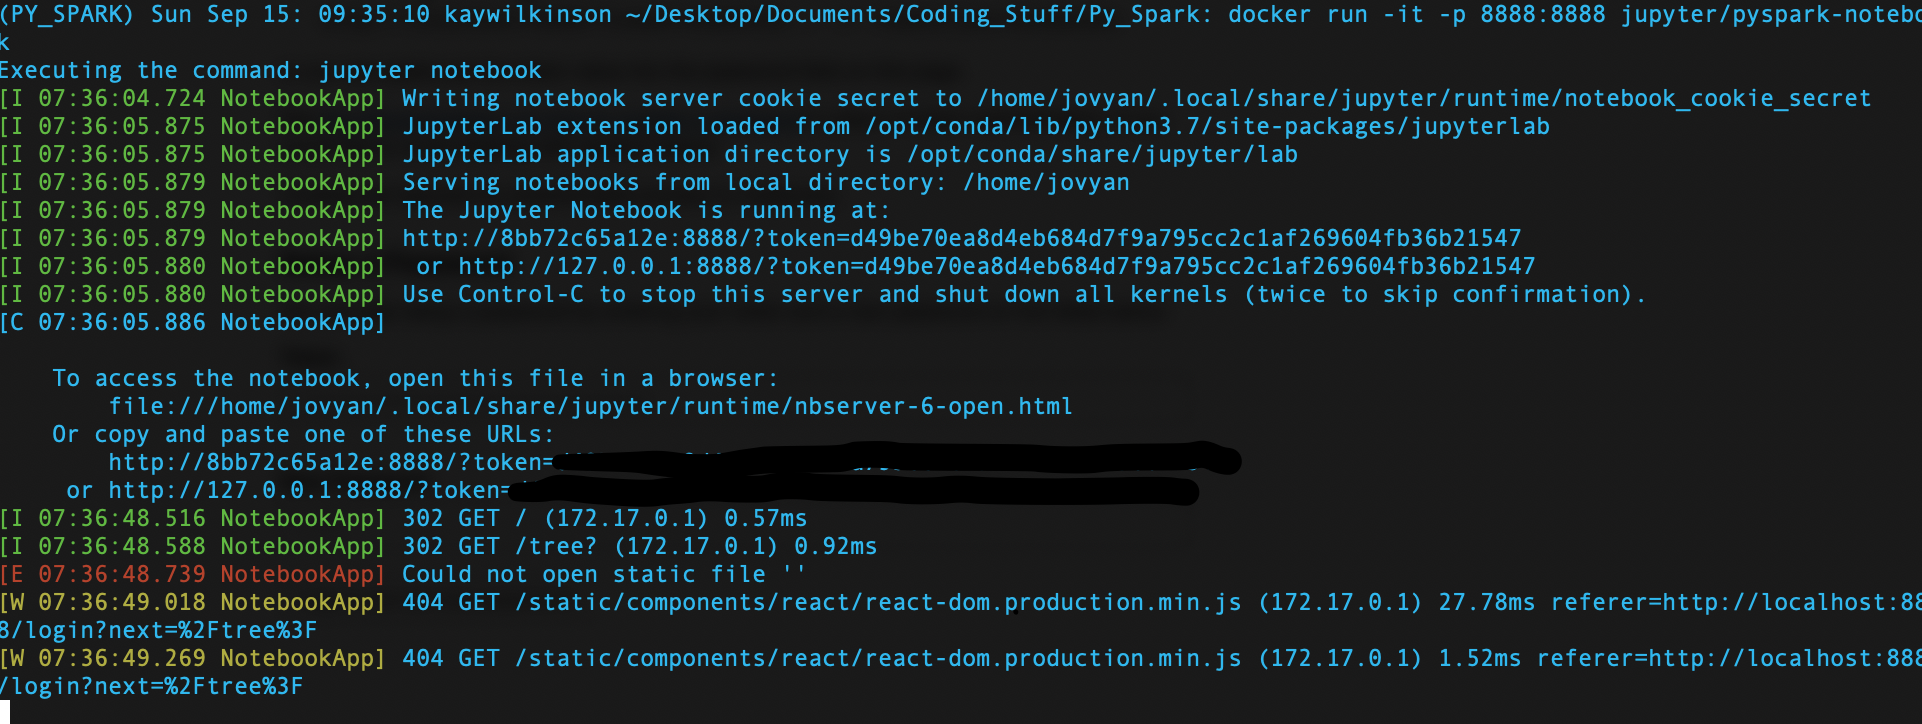 (PY_SPARK) Sun Sep 15: 09:35:10 kaywilkinson ~/Desktop/Documents/Coding_Stuff/Py_Spark: docker run -it -p 8888:8888 jupyter/pyspark-notebo
k
Executing the command: jupyter notebook
[I 07:36:04.724 NotebookApp] Writing notebook server cookie secret to /home/jovyan/.local/share/jupyter/runtime/notebook_cookie_secret
[I 07:36:05.875 NotebookApp] JupyterLab extension loaded from /opt/conda/lib/python3.7/site-packages/jupyterlab
[I 07:36:05.875 NotebookApp] JupyterLab application directory is /opt/conda/share/jupyter/lab
[I 07:36:05.879 NotebookApp] Serving notebooks from local directory: /home/jovyan
[I 07:36:05.879 NotebookApp] The Jupyter Notebook is running at:
[I 07:36:05.879 NotebookApp] http://8bb72c65a12e:8888/?token=d49be70ea8d4eb684d7f9a795cc2c1af269604fb36b21547
[I 07:36:05.880 NotebookApp]  or http://127.0.0.1:8888/?token=d49be70ea8d4eb684d7f9a795cc2c1af269604fb36b21547
[I 07:36:05.880 NotebookApp] Use Control-C to stop this server and shut down all kernels (twice to skip confirmation).
[C 07:36:05.886 NotebookApp]
To access the notebook, open this file in a browser:
file:///home/jovyan/.local/share/jupyter/runtime/nbserver-6-open.html
Or copy and paste one of these URLs:
http://8bb72c65a12e:8888/?token=
or http://127.0.0.1:8888/?token=
[I 07:36:48.516 NotebookApp] 302 GET / (172.17.0.1) 0.57ms
[I 07:36:48.588 NotebookApp] 302 GET /tree? (172.17.0.1) 0.92ms
[E 07:36:48.739 NotebookApp] Could not open static file ''
[W 07:36:49.018 NotebookApp] 404 GET /static/components/react/react-dom.production.min.js (172.17.0.1) 27.78ms referer=http://localhost:88
8/login?next=%2Ftree%3F
[W 07:36:49.269 NotebookApp] 404 GET /static/components/react/react-dom.production.min.js (172.17.0.1) 1.52ms referer=http://localhost:888
/login?next=%2Ftree%3F